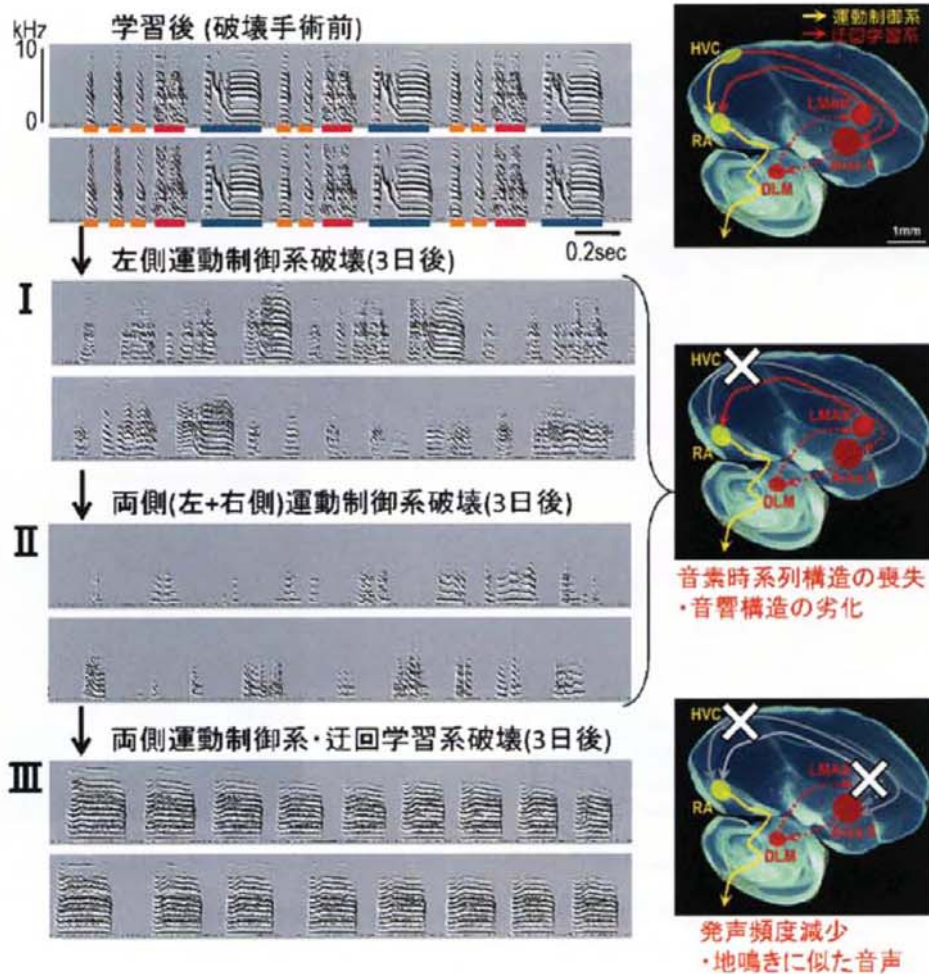 kHz
10
0
学習後 (破壊手術前)
0.2sec
左側運動制御系破壊(3日後)
I
両側(左+右側)運動制御系破壊(3日後)
II
両側運動制御系・迂回学習系破壊(3日後)
III
運動制御系
迂回学習系
HVC
LMAN
RA
DLM
1mm
HVC
LMAN
RA
DLM
音素時系列構造の喪失
・音響構造の劣化
HVC
LMAN
RA
DLM
発声頻度減少
・地鳴きに似た音声